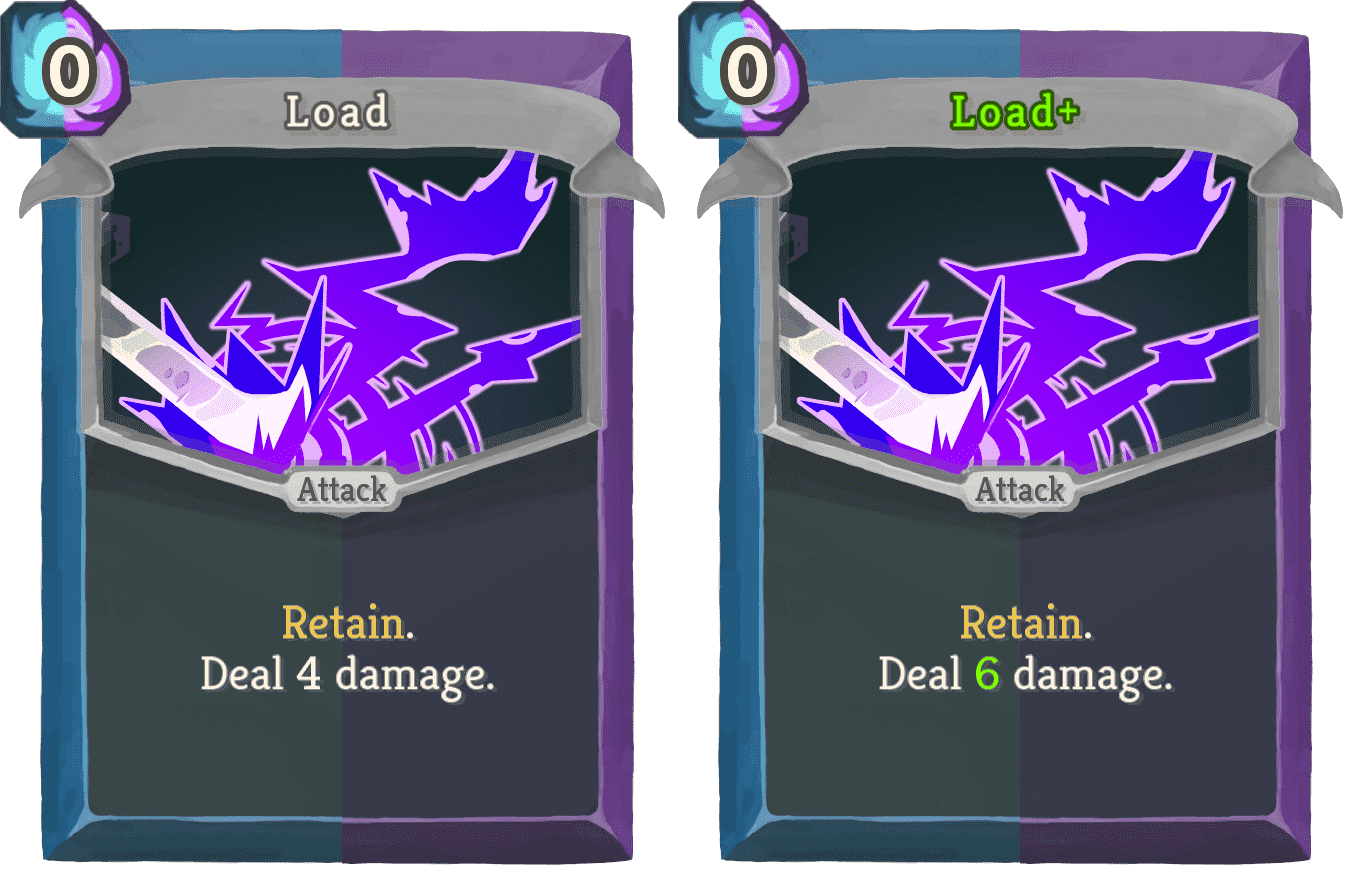 0
Load
Attack
Retain.
Deal 4 damage.
0
Load+
Attack
Retain.
Deal 6 damage.